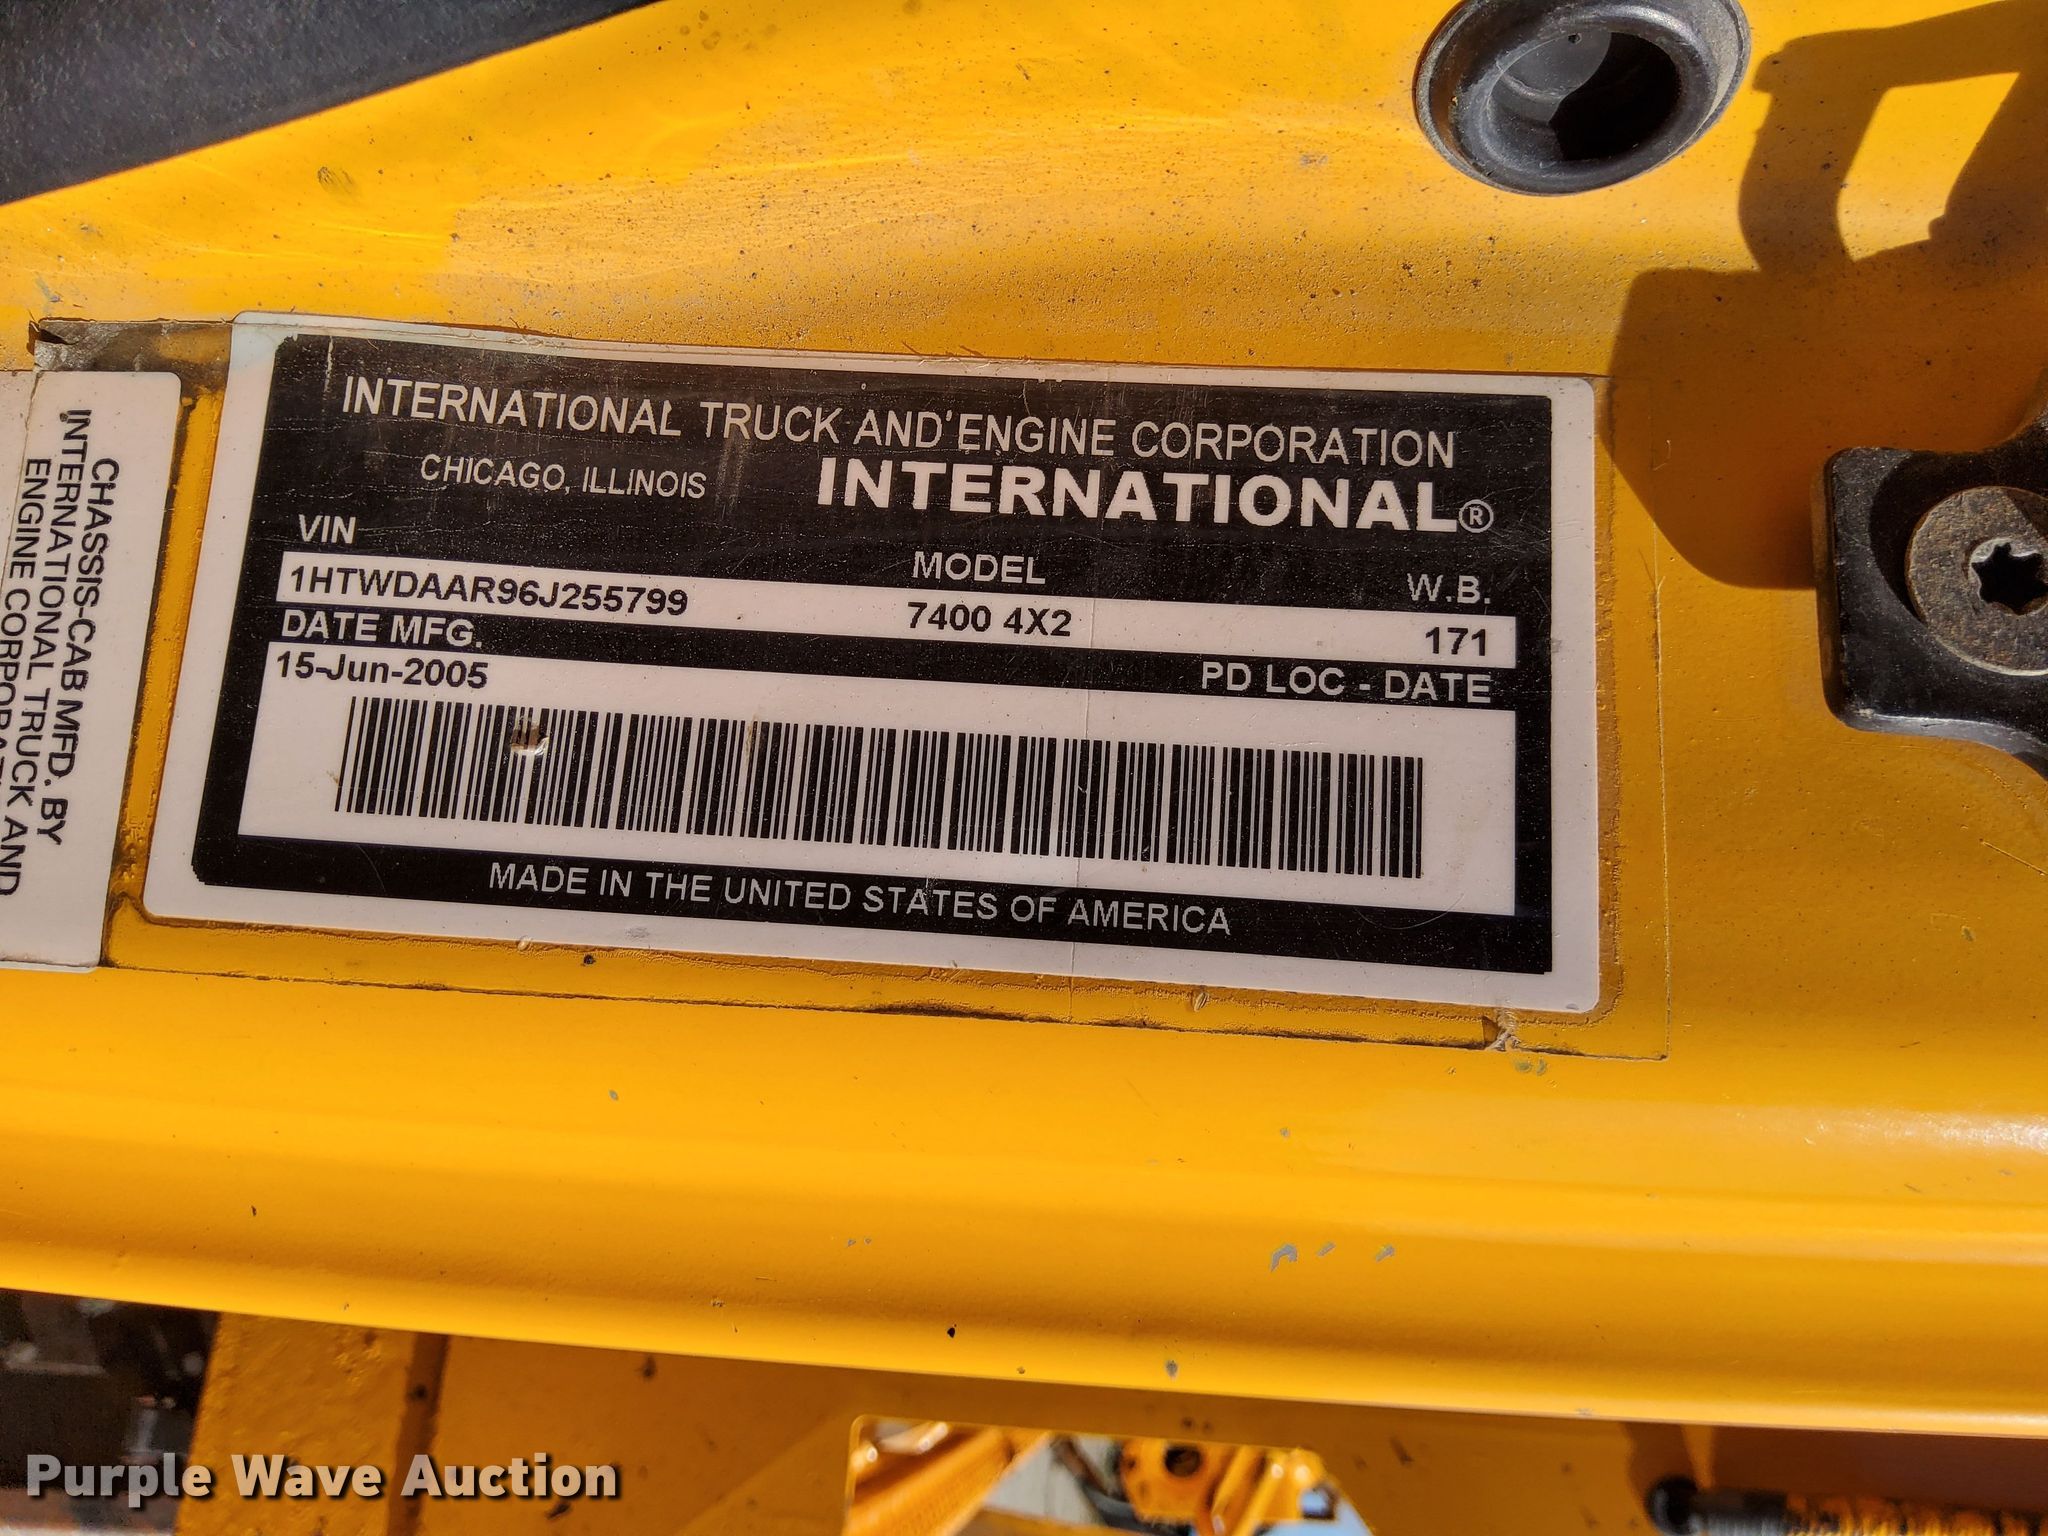 INTERNATIONAL TRUCK AND ENGINE CORPORATION
CHICAGO, ILLINOIS
INTERNATIONAL®
VIN
MODEL
W.B.
1HTWDAAR96J255799
7400 4X2
171
DATE MFG.
PD LOC - DATE
15-Jun-2005
MADE IN THE UNITED STATES OF AMERICA
CHASSIS-CAB MFD. BY
INTERNATIONAL TRUCK AND
ENGINE CORPORATION
Purple Wave Auction